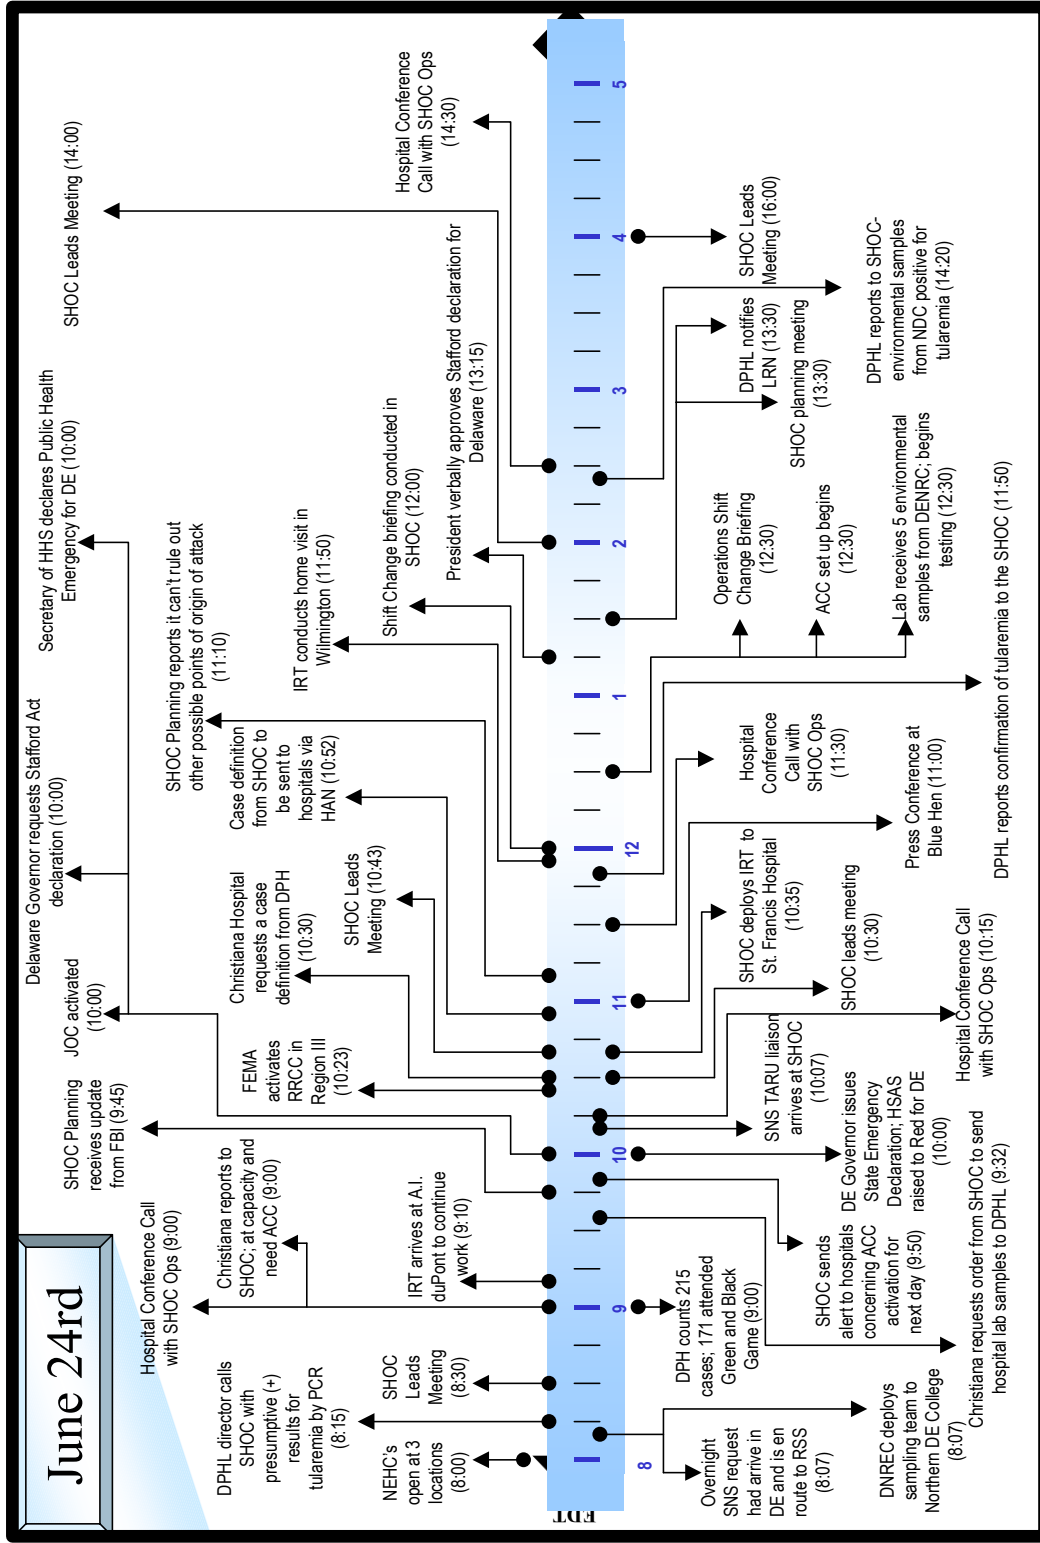 June 24rd
Delaware Governor requests Stafford Act
declaration (10:00)
Secretary of HHS declares Public Health
Emergency for DE (10:00)
SHOC Leads Meeting (14:00)
JOC activated
(10:00)
SHOC Planning
receives update
from FBI (9:45)
Hospital Conference Call
with SHOC Ops (9:00)
SHOC Planning reports it can't rule out
other possible points of origin of attack
(11:10)
Christiana reports to
SHOC; at capacity and
need ACC (9:00)
FEMA
activates
RRCC in
Region III
(10:23)
Christiana Hospital
requests a case
definition from DPH
(10:30)
Case definition
from SHOC to
be sent to
hospitals via
HAN (10:52)
IRT conducts home visit in
Wilmington (11:50)
DPHL director calls
SHOC with
presumptive (+)
results for
tularemia by PCR
(8:15)
SHOC Leads
Meeting (10:43)
Shift Change briefing conducted in
SHOC (12:00)
President verbally approves Stafford declaration for
Delaware (13:15)
Hospital Conference
Call with SHOC Ops
(14:30)
NEHC's
open at 3
locations
(8:00)
SHOC
Leads
Meeting
(8:30)
IRT arrives at A.I.
duPont to continue
work (9:10)
EDT
8
9
10
11
12
1
2
3
4
5
Overnight
SNS request
had arrive in
DE and is en
route to RSS
(8:07)
DPH counts 215
cases; 171 attended
Green and Black
Game (9:00)
SNS TARU liaison
arrives at SHOC
(10:07)
SHOC deploys IRT to
St. Francis Hospital
(10:35)
Hospital
Conference
Call with
SHOC Ops
(11:30)
Operations Shift
Change Briefing
(12:30)
DPHL notifies
LRN (13:30)
SHOC Leads
Meeting (16:00)
SHOC planning meeting
(13:30)
ACC set up begins
(12:30)
SHOC sends
alert to hospitals
concerning ACC
activation for
next day (9:50)
DE Governor issues
State Emergency
Declaration; HSAS
raised to Red for DE
(10:00)
SHOC leads meeting
(10:30)
DNREC deploys
sampling team to
Northern DE College
(8:07)
Press Conference at
Blue Hen (11:00)
Lab receives 5 environmental
samples from DENRC; begins
testing (12:30)
DPHL reports to SHOC-
environmental samples
from NDC positive for
tularemia (14:20)
Christiana requests order from SHOC to send
hospital lab samples to DPHL (9:32)
Hospital Conference Call
with SHOC Ops (10:15)
DPHL reports confirmation of tularemia to the SHOC (11:50)